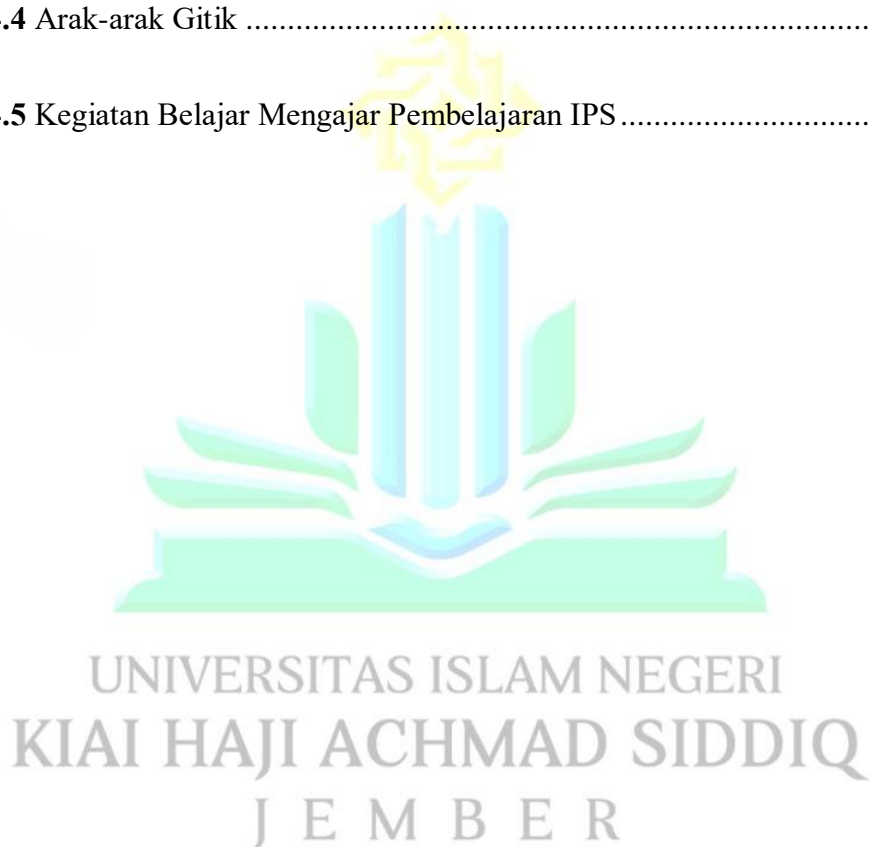 .4 Arak-arak Gitik ...........................................................................
.5 Kegiatan Belajar Mengajar Pembelajaran IPS ..............................
UNIVERSITAS ISLAM NEGERI
KIAI HAJI ACHMAD SIDDIQ
J E M B E R